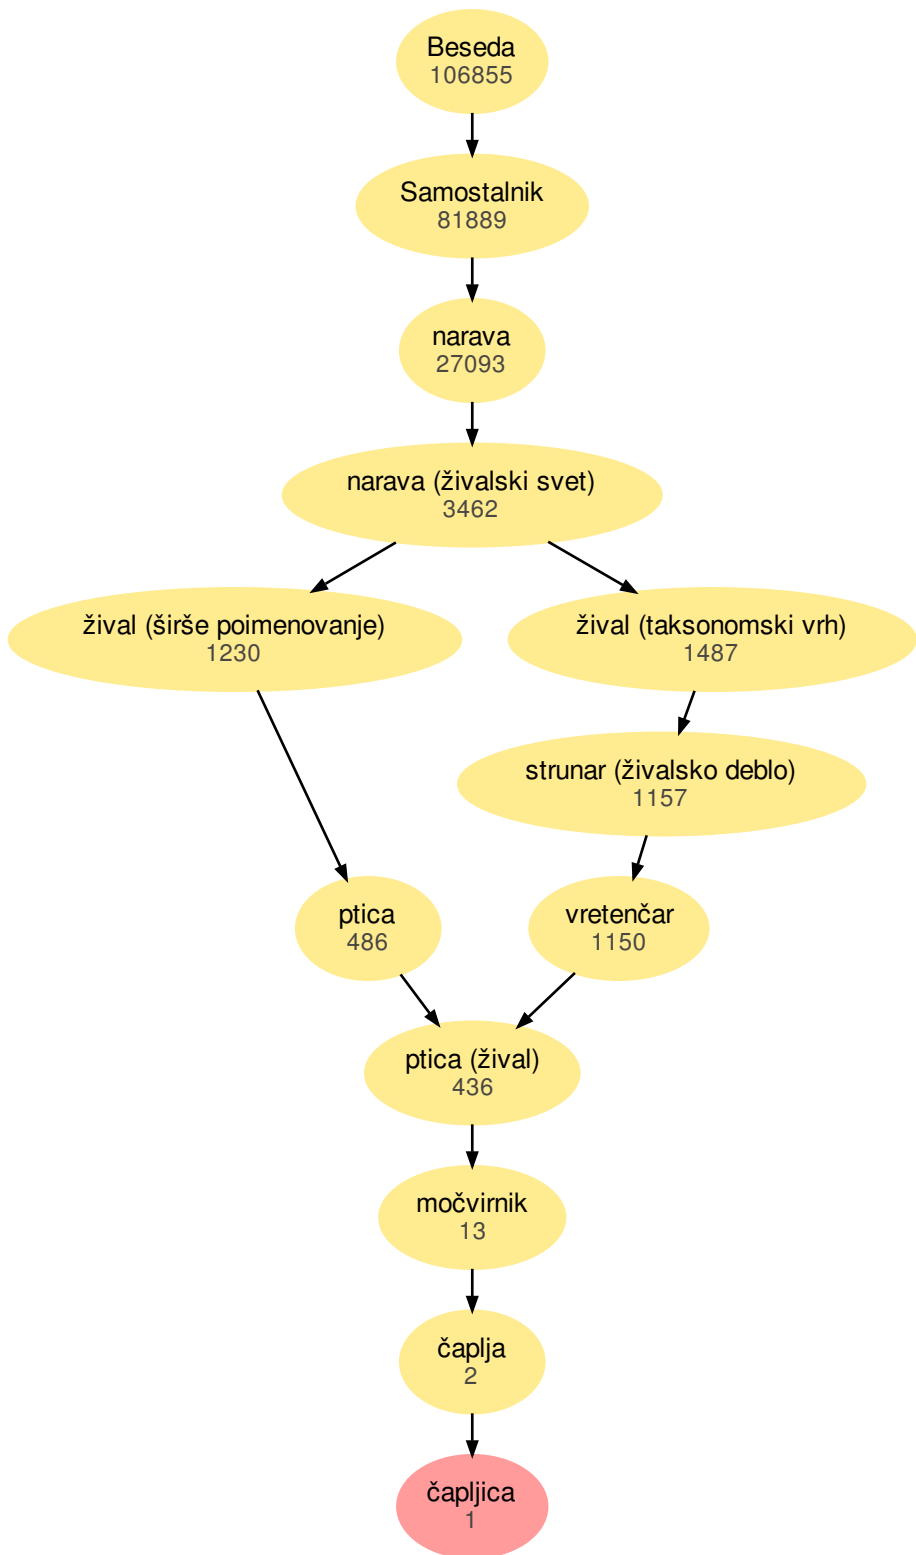 Beseda
106855
Samostalnik
81889
narava
27093
narava (živalski svet)
3462
žival (širše poimenovanje)
1230
žival (taksonomski vrh)
1487
strunar (živalsko deblo)
1157
ptica
486
vretenčar
1150
ptica (žival)
436
močvirnik
13
čaplja
2
čapljica
1